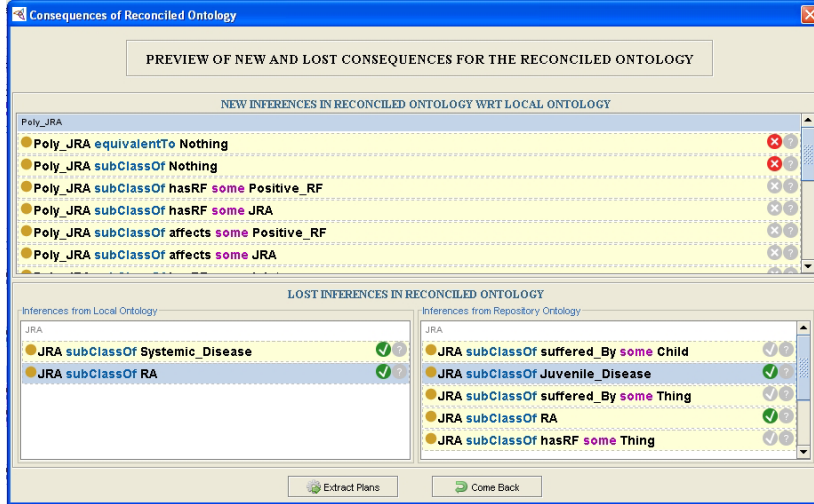 Consequences of Reconciled Ontology
PREVIEW OF NEW AND LOST CONSEQUENCES FOR THE RECONCILED ONTOLOGY
NEW INFERENCES IN RECONCILED ONTOLOGY WRT LOCAL ONTOLOGY
Poly_JRA
Poly_JRA equivalentTo Nothing
Poly_JRA subClassOf Nothing
Poly_JRA subClassOf hasRF some Positive_RF
Poly_JRA subClassOf hasRF some JRA
Poly_JRA subClassOf affects some Positive_RF
Poly_JRA subClassOf affects some JRA
LOST INFERENCES IN RECONCILED ONTOLOGY
Inferences from Local Ontology
JRA
JRA subClassOf Systemic_Disease
JRA subClassOf RA
Inferences from Repository Ontology
JRA
JRA subClassOf suffered_By some Child
JRA subClassOf Juvenile_Disease
JRA subClassOf suffered_By some Thing
JRA subClassOf RA
JRA subClassOf hasRF some Thing
Extract Plans
Come Back